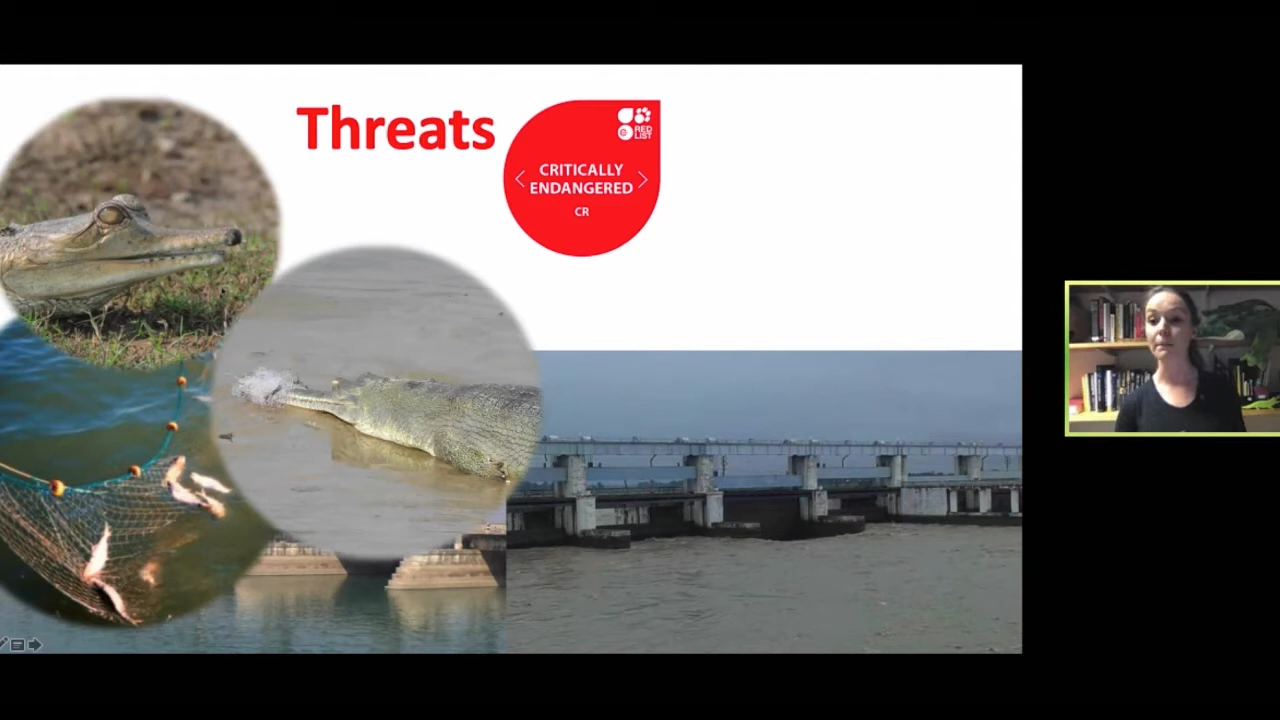 Threats
RED
LIST
CRITICALLY
ENDANGERED
CR